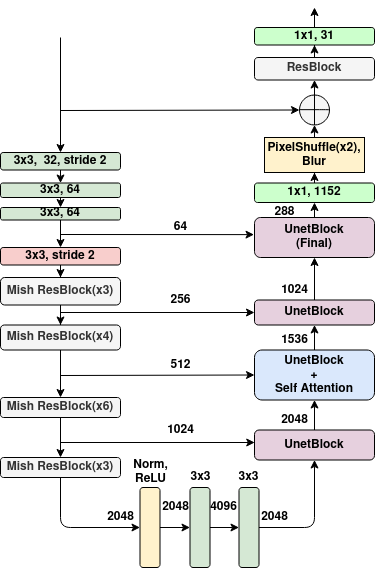 1x1, 31
ResBlock
PixelShuffle(x2),
Blur
1x1, 1152
288
3x3, 32, stride 2
3x3, 64
3x3, 64
64
UnetBlock
(Final)
3x3, stride 2
Mish ResBlock(x3)
256
1024
UnetBlock
Mish ResBlock(x4)
1536
512
UnetBlock
+
Self Attention
Mish ResBlock(x6)
2048
1024
UnetBlock
Mish ResBlock(x3)
Norm,
ReLU
3x3
3x3
2048
2048
4096
2048